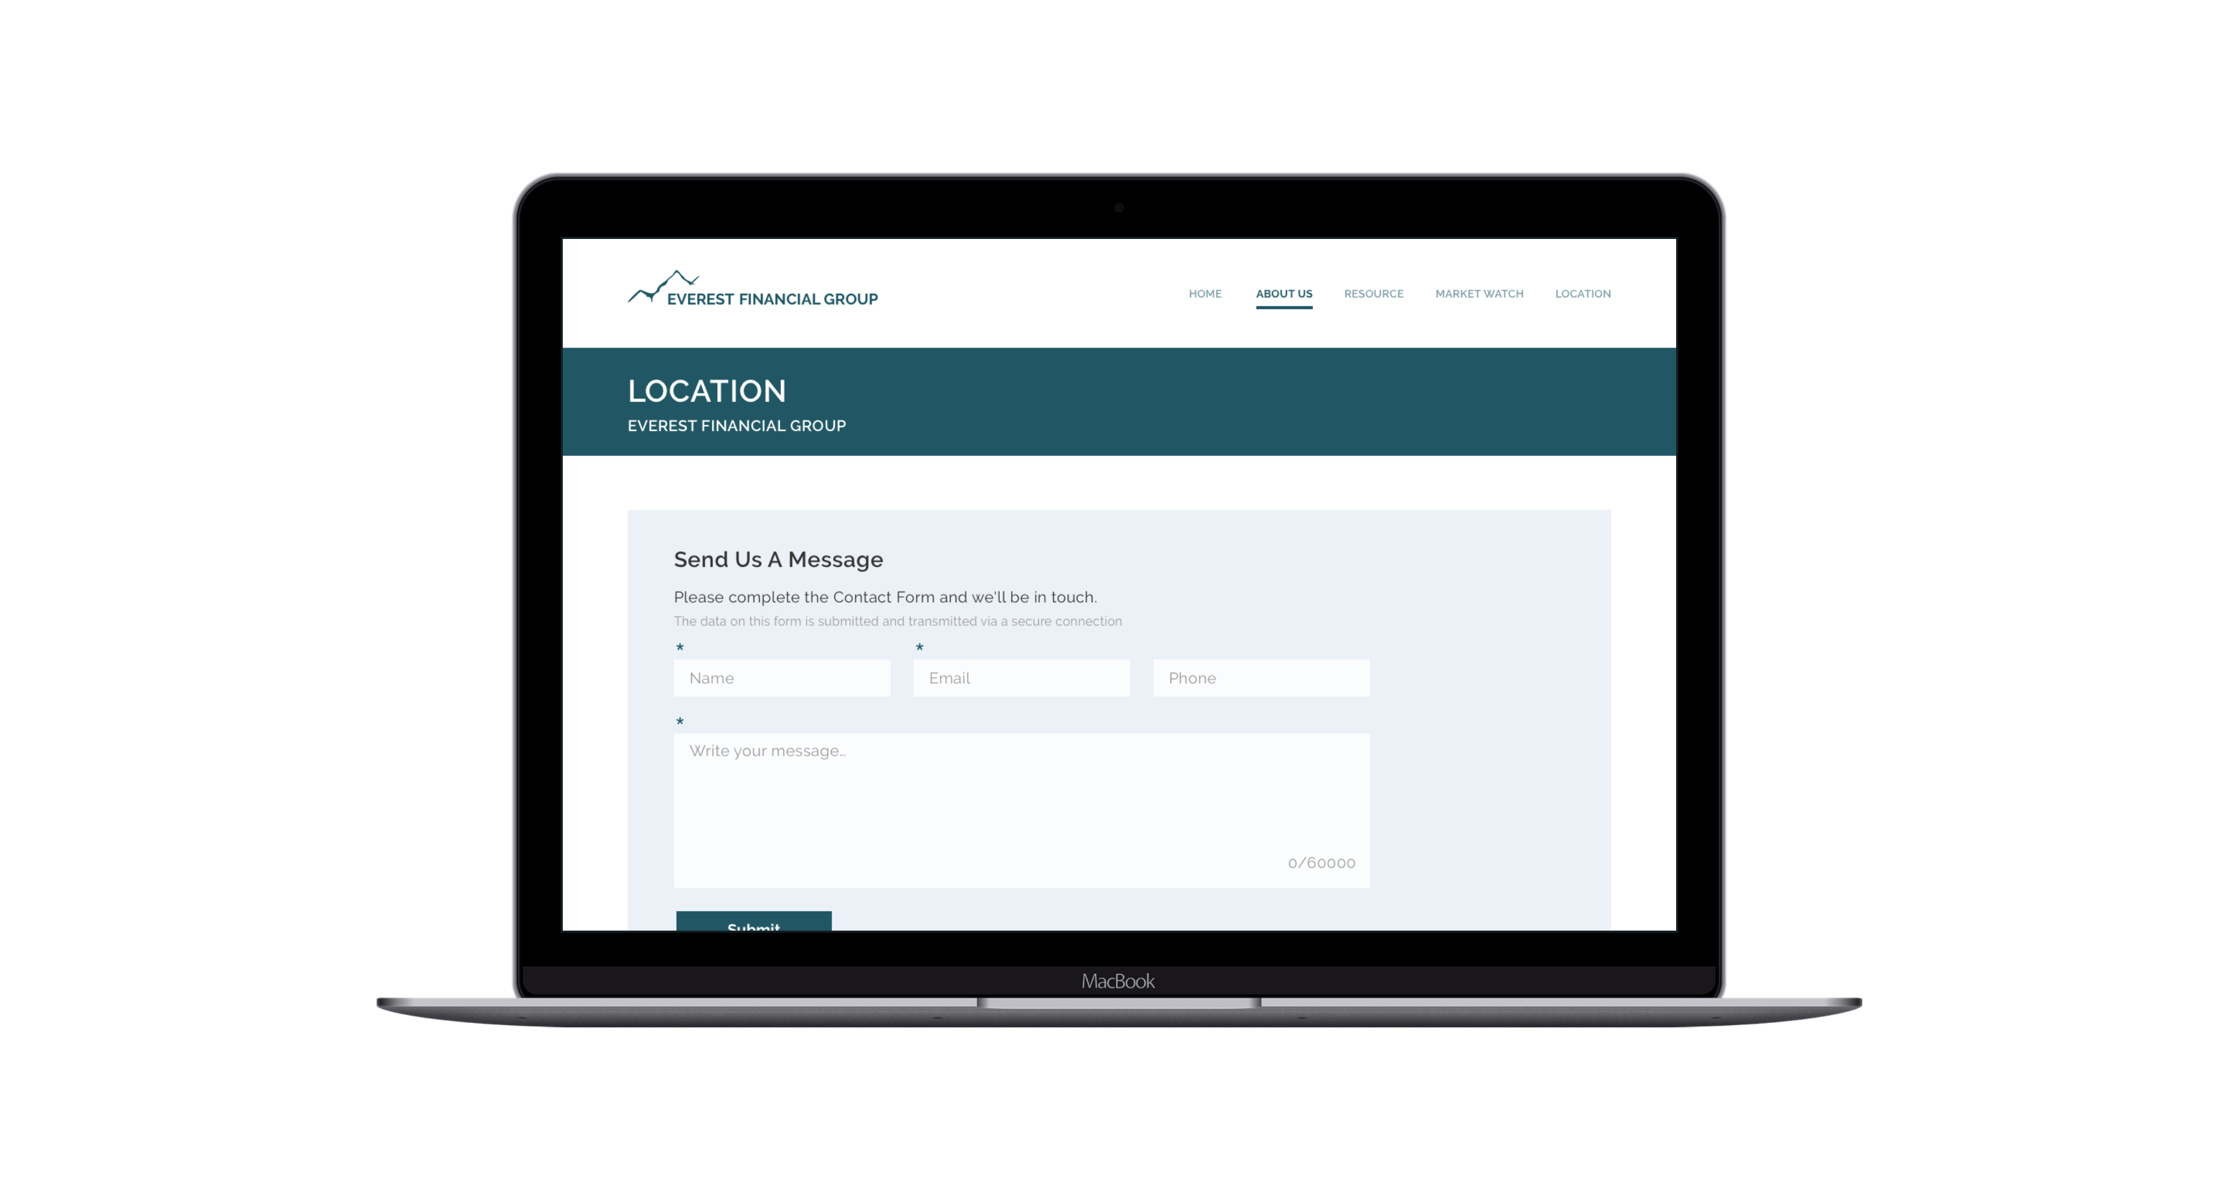 EVEREST FINANCIAL GROUP
HOME ABOUT US RESOURCE MARKET WATCH LOCATION
LOCATION
EVEREST FINANCIAL GROUP
Send Us A Message
Please complete the Contact Form and we'll be in touch.
The data on this form is submitted and transmitted via a secure connection
* *
Name Email Phone
*
Write your message...
0/60000
Submit
MacBook